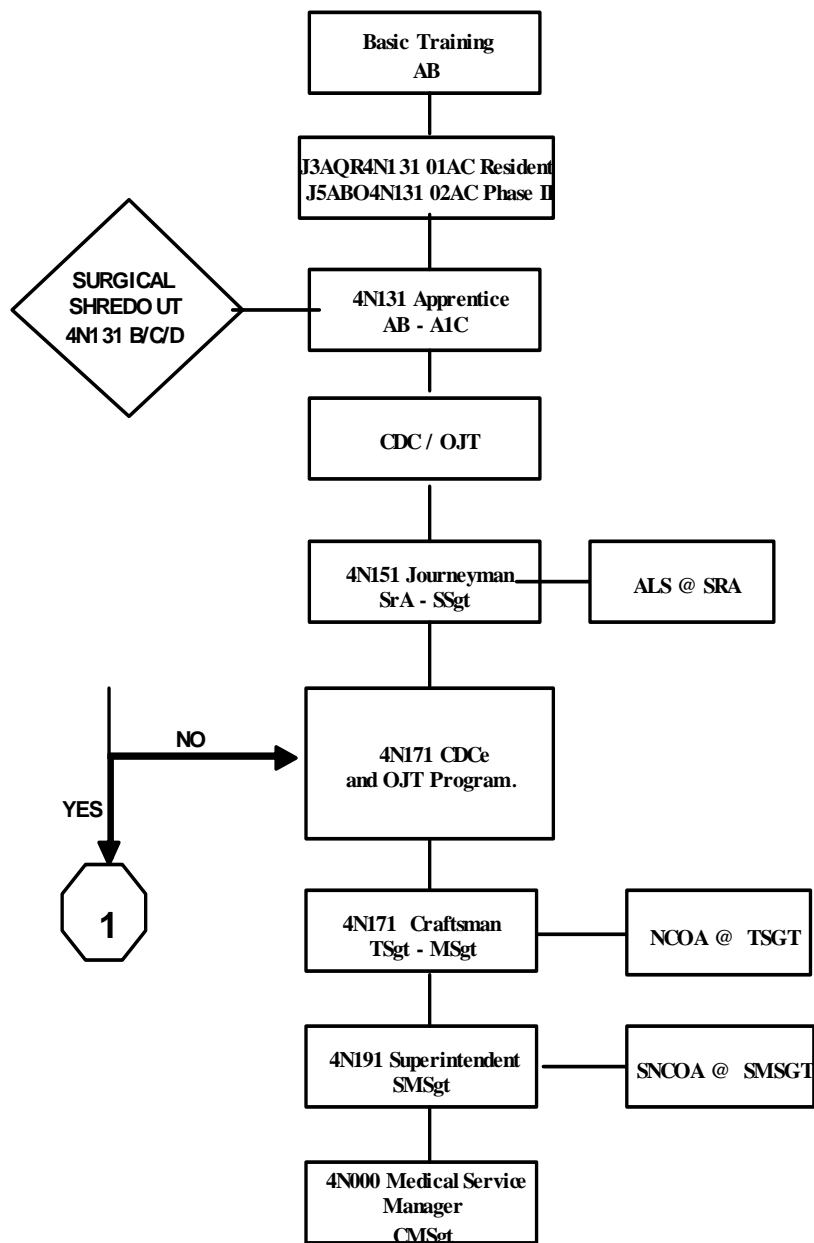 Basic Training
AB
J3AQR4N131 01AC Resident
J5ABO4N131 02AC Phase II
SURGICAL
SHREDOUT
4N131 B/C/D
4N131 Apprentice
AB - A1C
CDC / OJT
4N151 Journeyman
SrA - SSgt
ALS @ SRA
NO
4N171 CDCe
and OJT Program.
YES
1
4N171 Craftsman
TSgt - MSgt
NCOA @ TSGT
4N191 Superintendent
SMSgt
SNCOA @ SMSGT
4N000 Medical Service
Manager
CMSgt